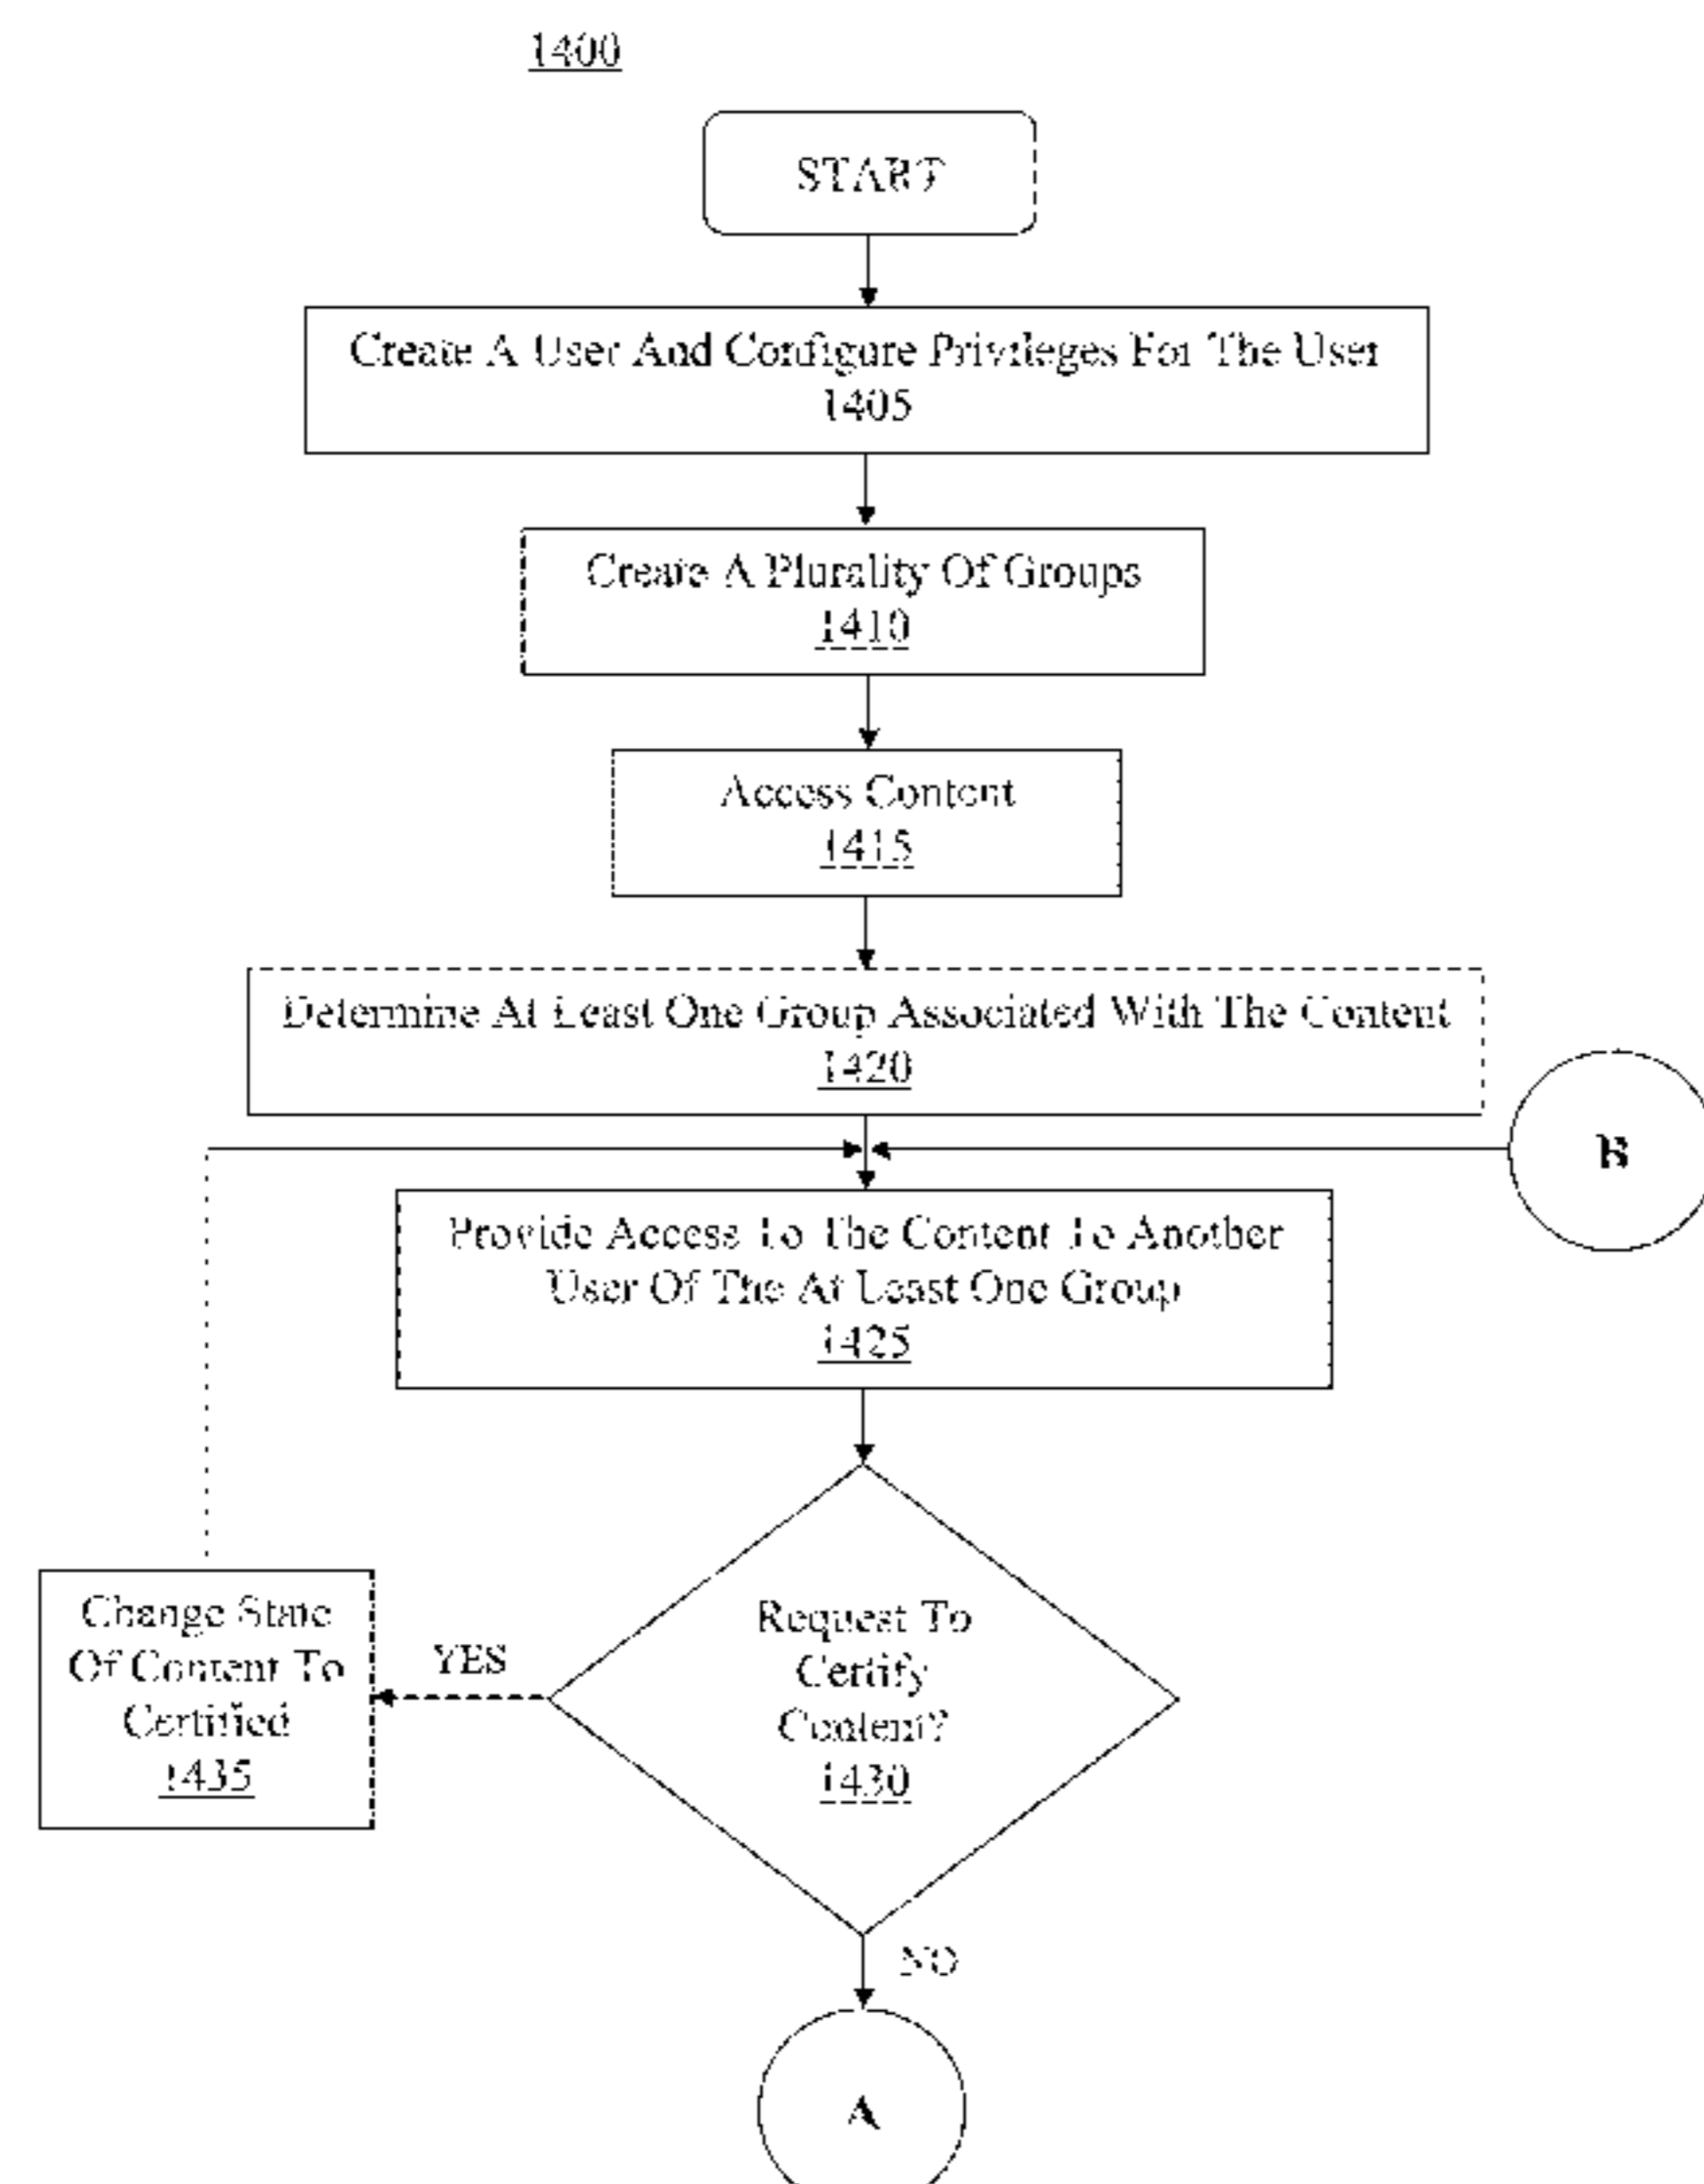 1400
START
Create A User And Configure Privileges For The User
1405
Create A Plurality Of Groups
1410
Access Content
1415
Determine At Least One Group Associated With The Content
1420
B
Provide Access To The Content To Another
User Of The At Least One Group
1425
Change State
Of Content To
Certified
1435
YES
Request To
Certify
Content?
1430
NO
A